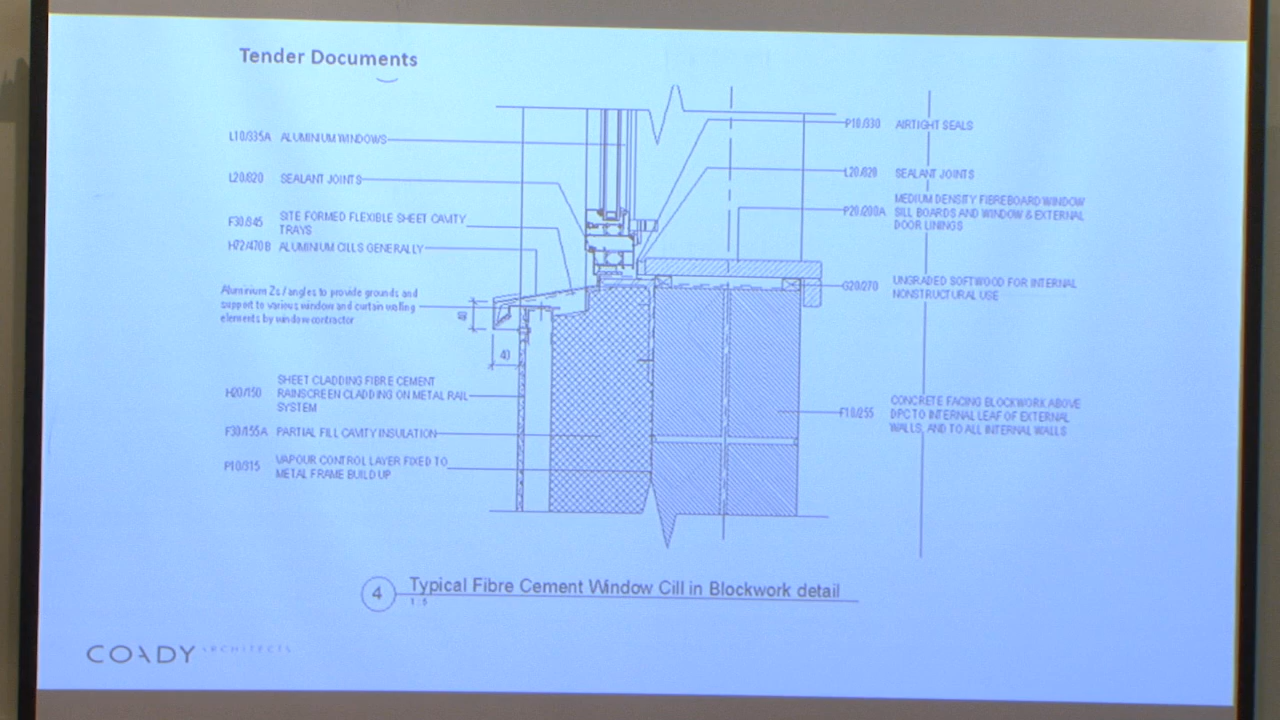 Tender Documents
L10/335A ALUMINIUM WINDOWS
L20/820 SEALANT JOINTS
F30/845 SITE FORMED FLEXIBLE SHEET CAVITY
TRAYS
H72/470B ALUMINIUM CILLS GENERALLY
Aluminium Zs / angles to provide grounds and
support to various window and curtain walling
elements by window contractor
40
40
H20/150 SHEET CLADDING FIBRE CEMENT
RAINSCREEN CLADDING ON METAL RAIL
SYSTEM
F30/155A PARTIAL FILL CAVITY INSULATION
P10/315 VAPOUR CONTROL LAYER FIXED TO
METAL FRAME BUILD UP
P10/330 AIRTIGHT SEALS
L20/820 SEALANT JOINTS
P20/200A MEDIUM DENSITY FIBREBOARD WINDOW
SILL BOARDS AND WINDOW & EXTERNAL
DOOR LININGS
G20/270 UNGRADED SOFTWOOD FOR INTERNAL
NONSTRUCTURAL USE
F10/255 CONCRETE FACING BLOCKWORK ABOVE
DPC TO INTERNAL LEAF OF EXTERNAL
WALLS, AND TO ALL INTERNAL WALLS
4 Typical Fibre Cement Window Cill in Blockwork detail
1 : 5
COADY ARCHITECTS